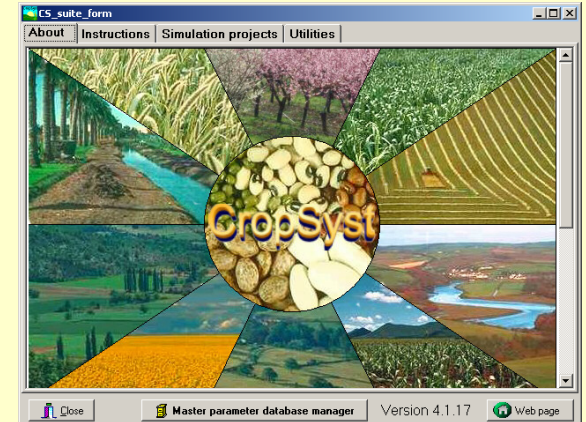 CS_suite_form
About Instructions Simulation projects Utilities
CropSyst
Close Master parameter database manager Version 4.1.17 Web page